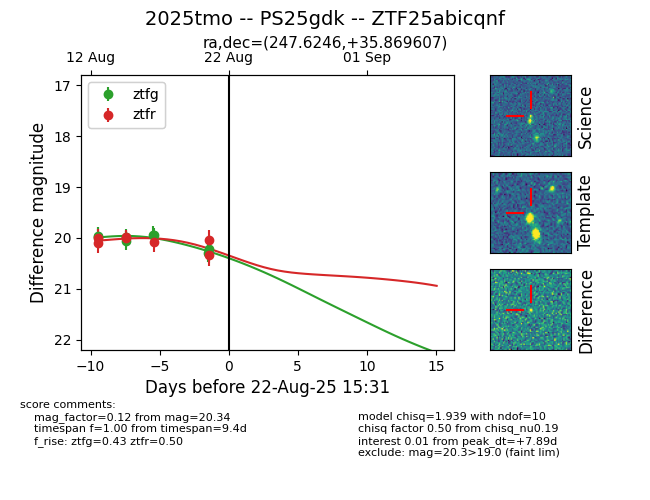 2025tmo -- PS25gdk -- ZTF25abicqnf
ra,dec=(247.6246,+35.869607)
12 Aug 22 Aug 01 Sep
ztfg
ztfr
17
18
19
20
21
22
Difference magnitude
−10 −5 0 5 10 15
Days before 22-Aug-25 15:31
Science
Template
Difference
score comments:
mag_factor=0.12 from mag=20.34
timespan f=1.00 from timespan=9.4d
f_rise: ztfg=0.43 ztfr=0.50
model chisq=1.939 with ndof=10
chisq factor 0.50 from chisq_nu0.19
interest 0.01 from peak_dt=+7.89d
exclude: mag=20.3>19.0 (faint lim)